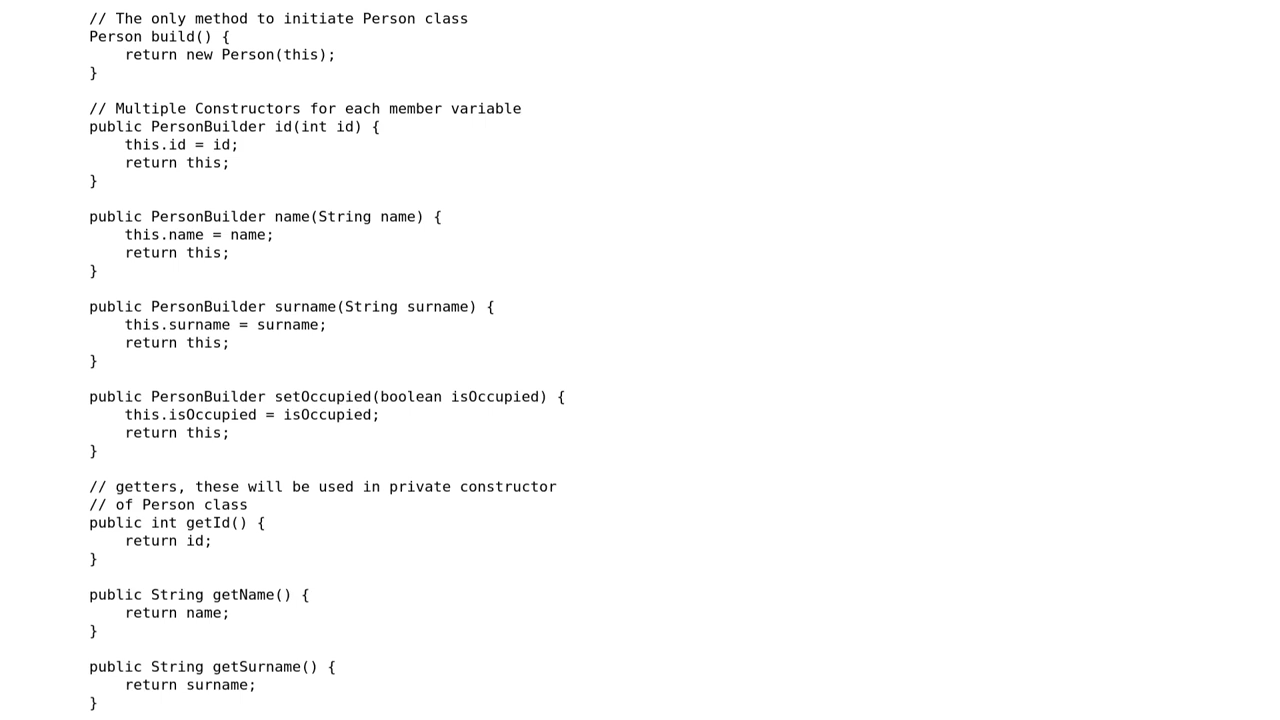 // The only method to initiate Person class
Person build() {
    return new Person(this);
}

// Multiple Constructors for each member variable
public PersonBuilder id(int id) {
    this.id = id;
    return this;
}

public PersonBuilder name(String name) {
    this.name = name;
    return this;
}

public PersonBuilder surname(String surname) {
    this.surname = surname;
    return this;
}

public PersonBuilder setOccupied(boolean isOccupied) {
    this.isOccupied = isOccupied;
    return this;
}

// getters, these will be used in private constructor
// of Person class
public int getId() {
    return id;
}

public String getName() {
    return name;
}

public String getSurname() {
    return surname;
}